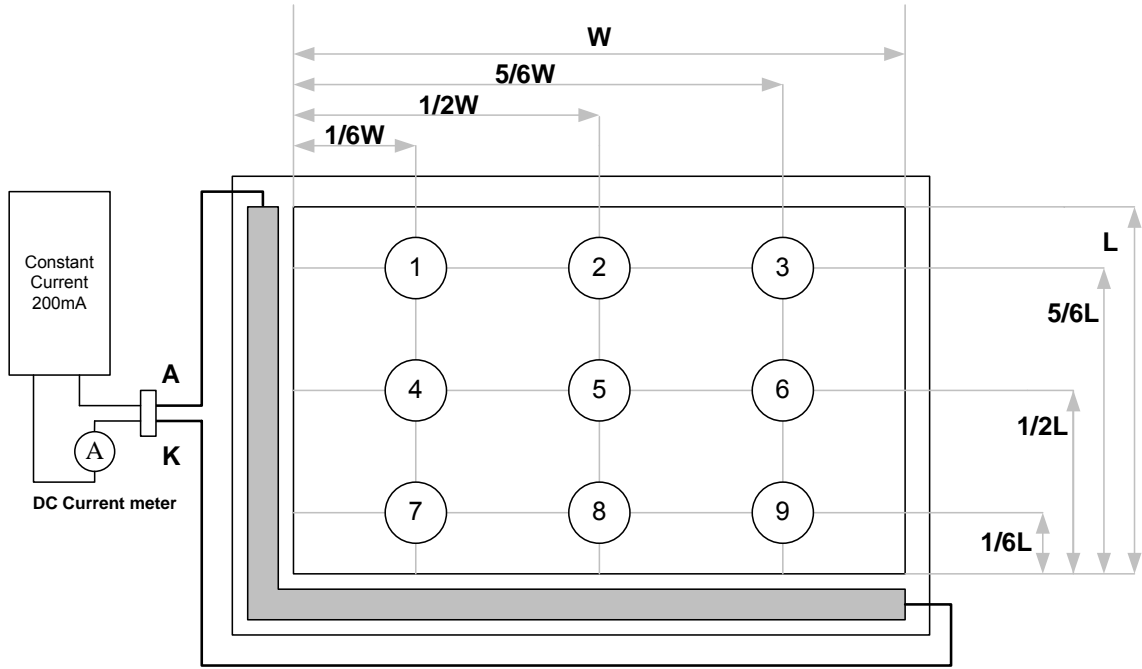 W
5/6W
1/2W
1/6W
Constant
Current
200mA
A
K
A
DC Current meter
1
2
3
4
5
6
7
8
9
L
5/6L
1/2L
1/6L